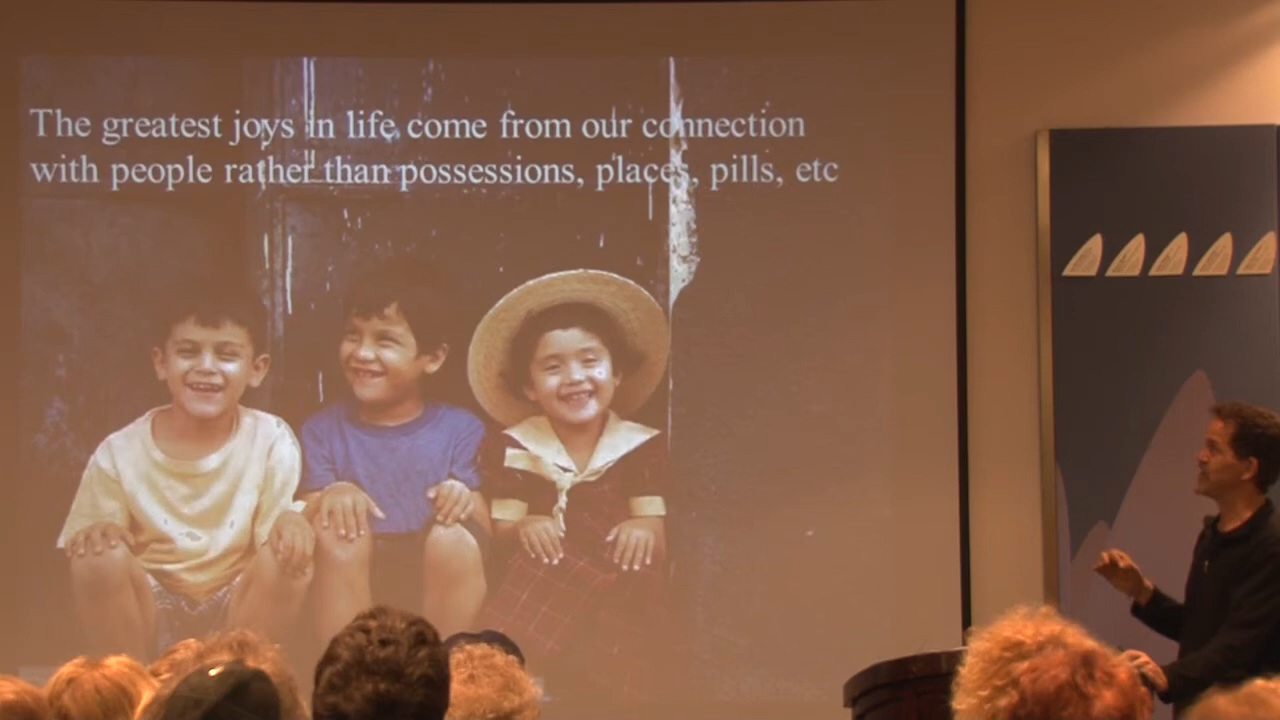 The greatest joys in life come from our connection
with people rather than possessions, places, pills, etc